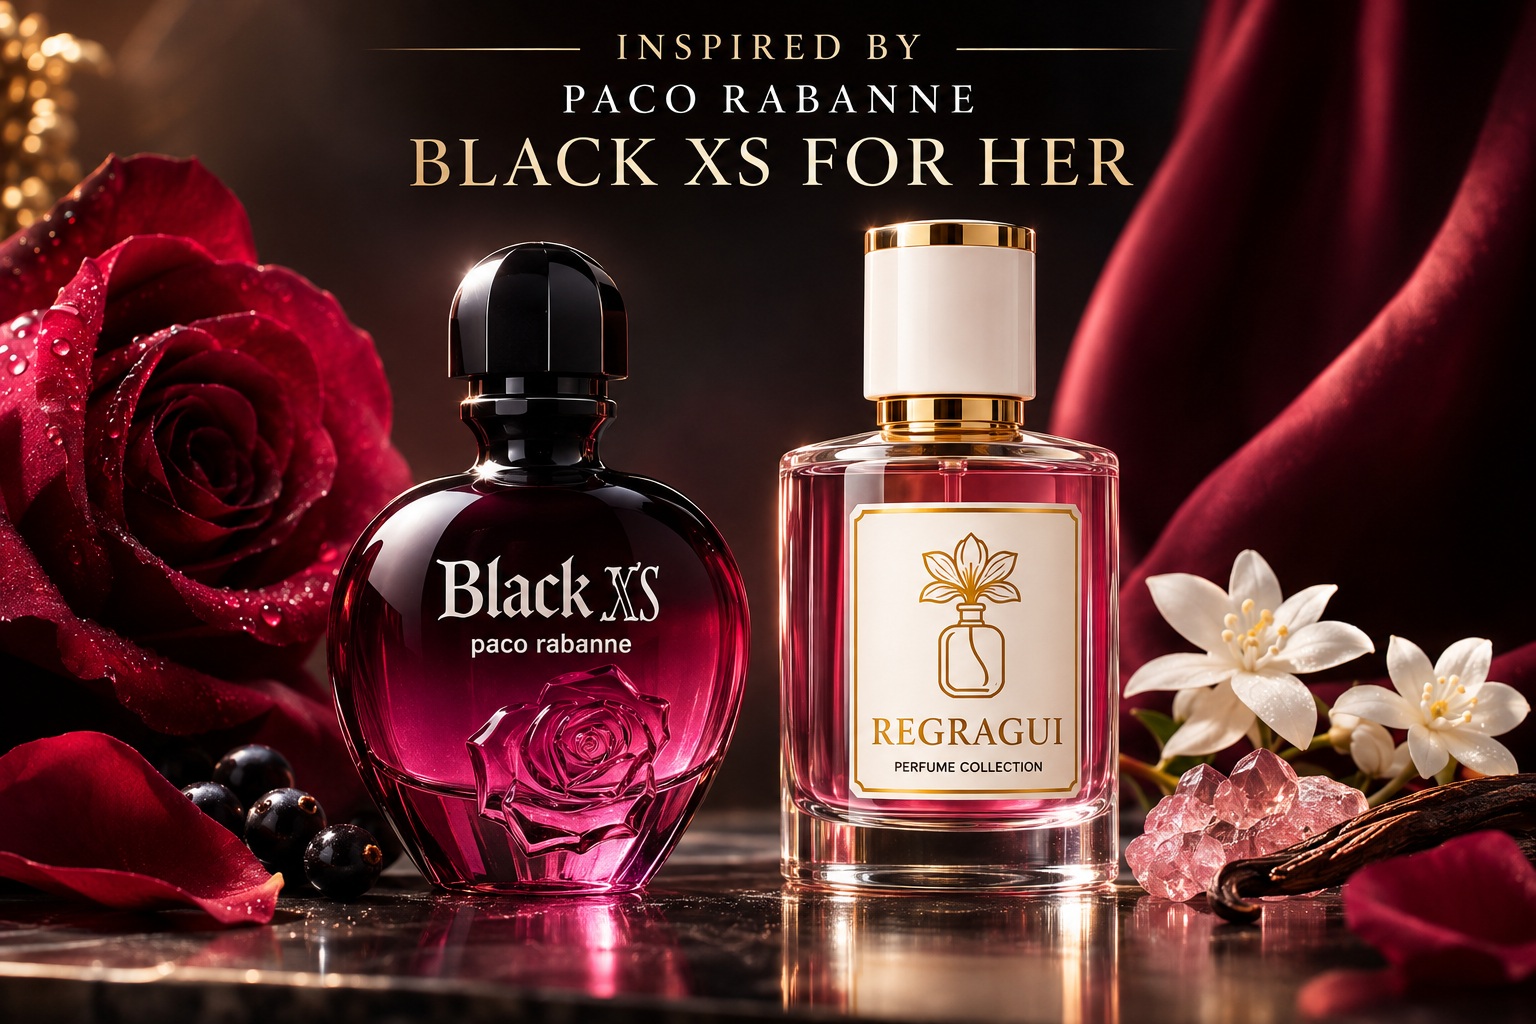 INSPIRED BY
PACO RABANNE
BLACK XS FOR HER
Black XS
paco rabanne
REGRAGUI
PERFUME COLLECTION